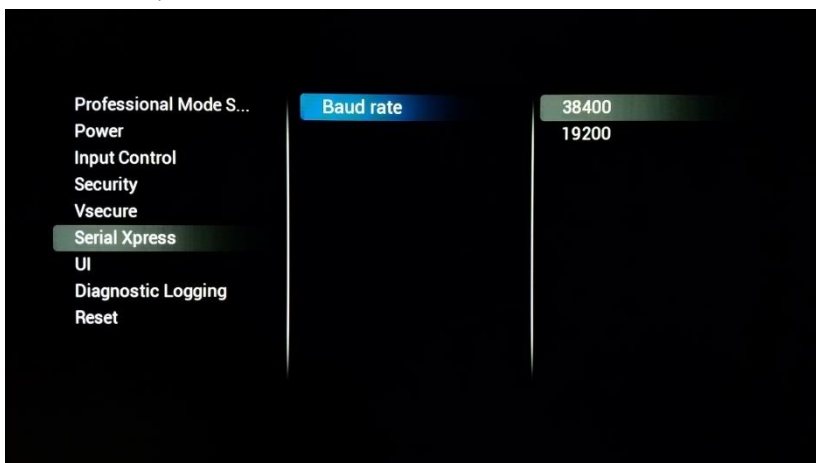 Professional Mode S...
Power
Input Control
Security
Vsecure
Serial Xpress
UI
Diagnostic Logging
Reset
Baud rate
38400
19200